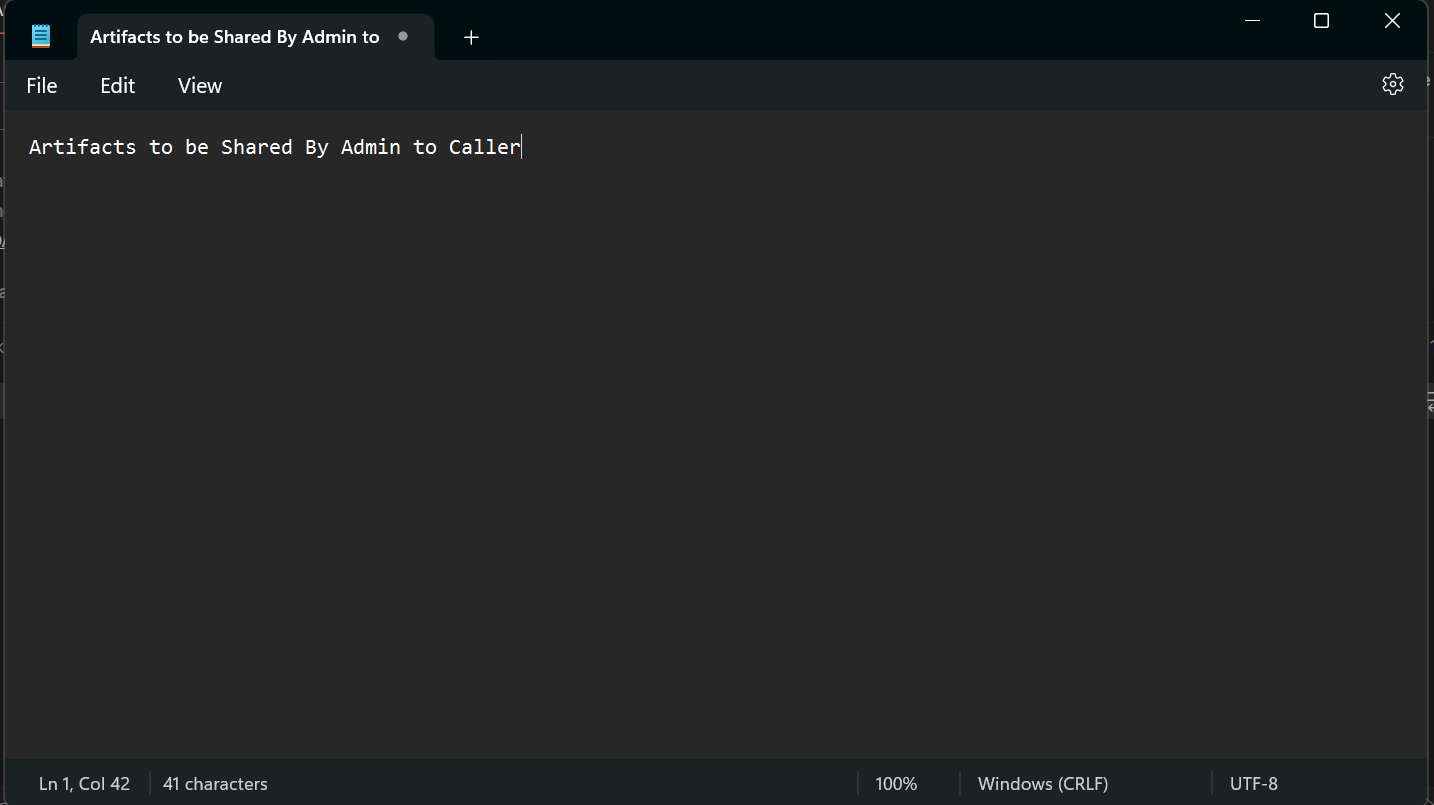 Artifacts to be Shared By Admin to
File Edit View
Artifacts to be Shared By Admin to Caller
Ln 1, Col 42 41 characters 100% Windows (CRLF) UTF-8